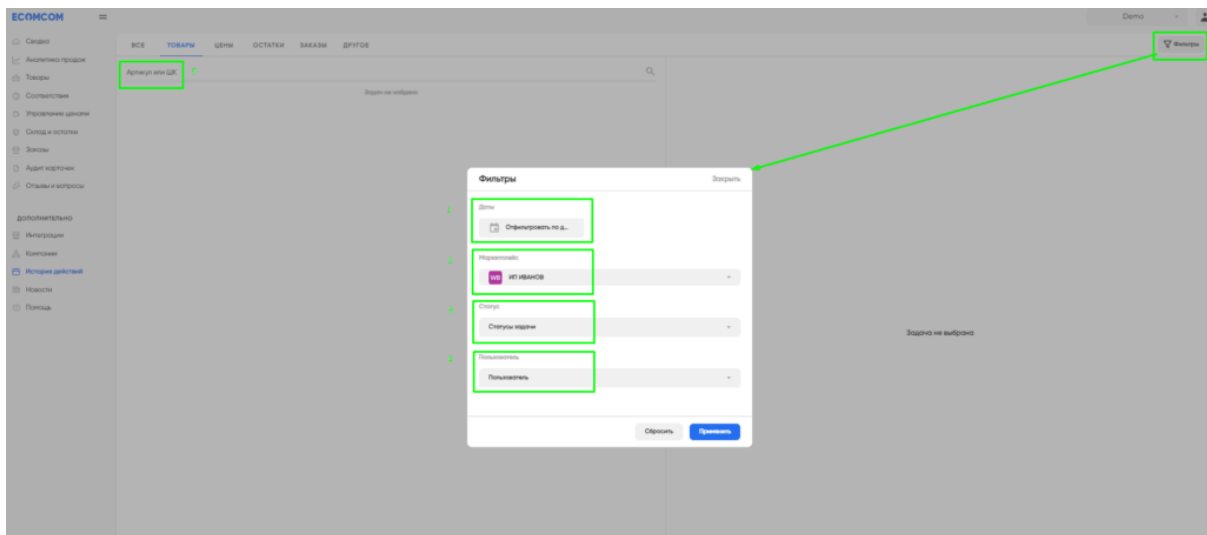 ECOMCOM
Demo
Сводка
Аналитика продаж
Товары
Соответствия
Управление ценами
Склад и остатки
Заказы
Аудит карточек
Отзывы и вопросы
ДОПОЛНИТЕЛЬНО
Интеграции
Компании
История действий
Новости
Помощь
ВСЕ ТОВАРЫ ЦЕНЫ ОСТАТКИ ЗАКАЗЫ ДРУГОЕ
Фильтры
Артикул или ШК
Задач не найдено
Фильтры Закрыть
Даты
Отфильтровать по д...
Маркетплейс
WB ИП ИВАНОВ
Статус
Статусы задачи
Пользователь
Пользователь
Сбросить Применить
Задача не выбрана